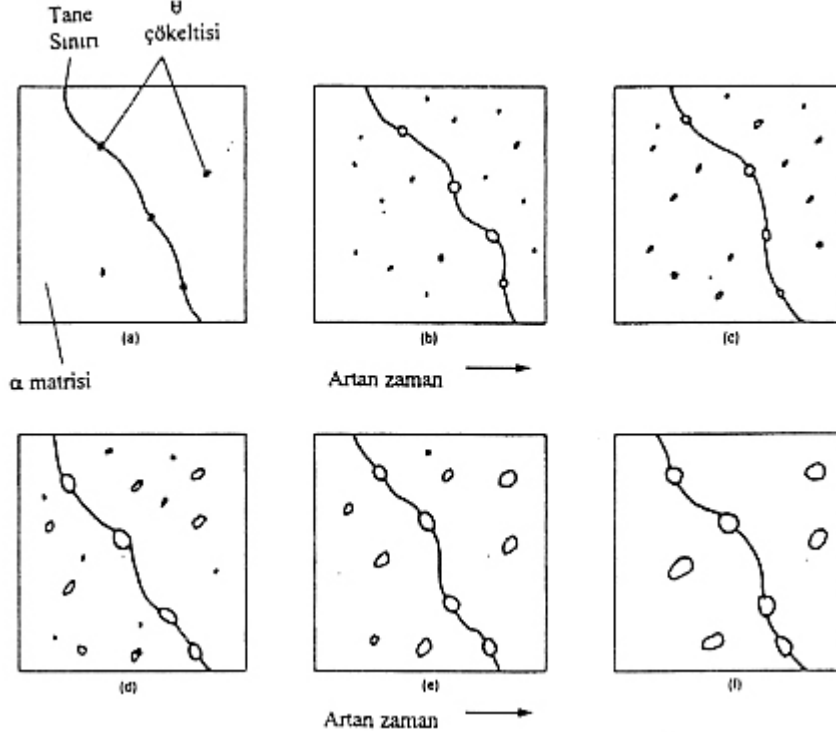 Tane
Sınırı
θ
çökeltisi
(a)
(b)
(c)
α matrisi
Artan zaman
(d)
(e)
(f)
Artan zaman